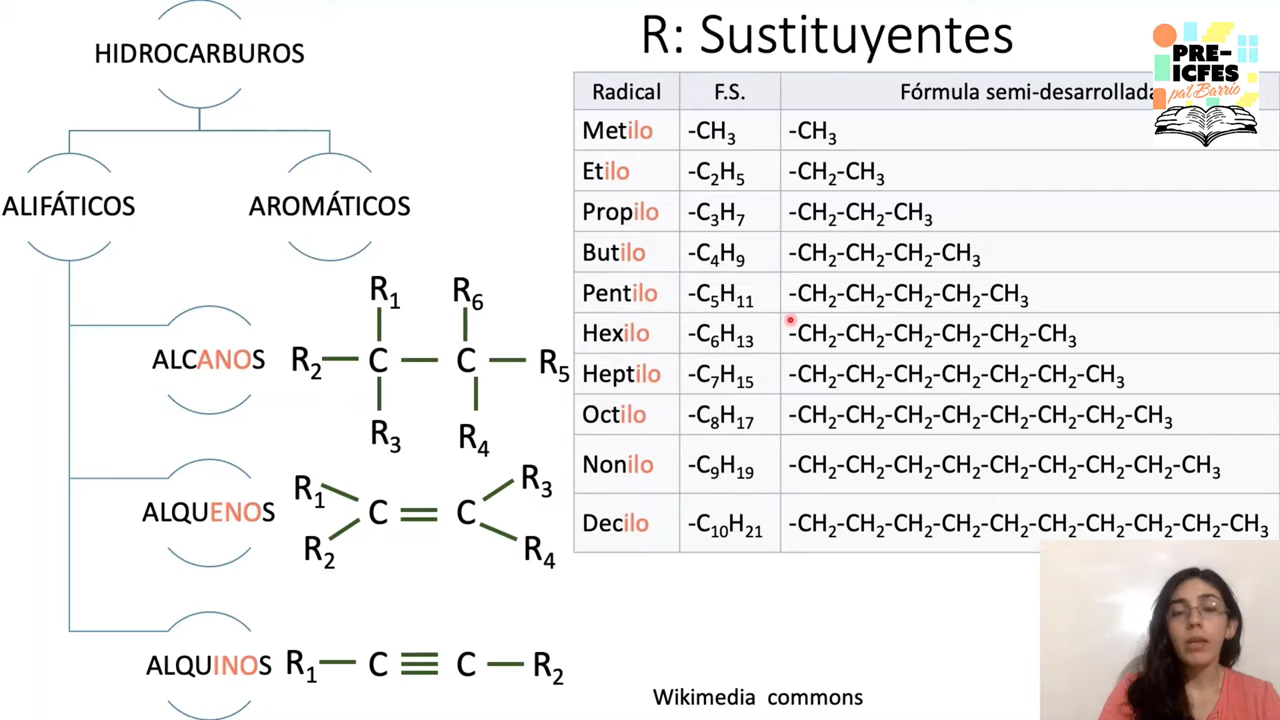 HIDROCARBUROS
ALIFÁTICOS
AROMÁTICOS
ALCANOS
R₁
R₆
R₂
C
C
R₅
R₃
R₄
ALQUENOS
R₁
R₃
C
C
R₂
R₄
ALQUINOS
R₁
C
C
R₂
R: Sustituyentes
Radical F.S. Fórmula semi-desarrollada
Metilo -CH₃ -CH₃
Etilo -C₂H₅ -CH₂-CH₃
Propilo -C₃H₇ -CH₂-CH₂-CH₃
Butilo -C₄H₉ -CH₂-CH₂-CH₂-CH₃
Pentilo -C₅H₁₁ -CH₂-CH₂-CH₂-CH₂-CH₃
Hexilo -C₆H₁₃ -CH₂-CH₂-CH₂-CH₂-CH₂-CH₃
Heptilo -C₇H₁₅ -CH₂-CH₂-CH₂-CH₂-CH₂-CH₂-CH₃
Octilo -C₈H₁₇ -CH₂-CH₂-CH₂-CH₂-CH₂-CH₂-CH₂-CH₃
Nonilo -C₉H₁₉ -CH₂-CH₂-CH₂-CH₂-CH₂-CH₂-CH₂-CH₂-CH₃
Decilo -C₁₀H₂₁ -CH₂-CH₂-CH₂-CH₂-CH₂-CH₂-CH₂-CH₂-CH₂-CH₃
Wikimedia commons
PRE-
ICFES
pa'l Barrio